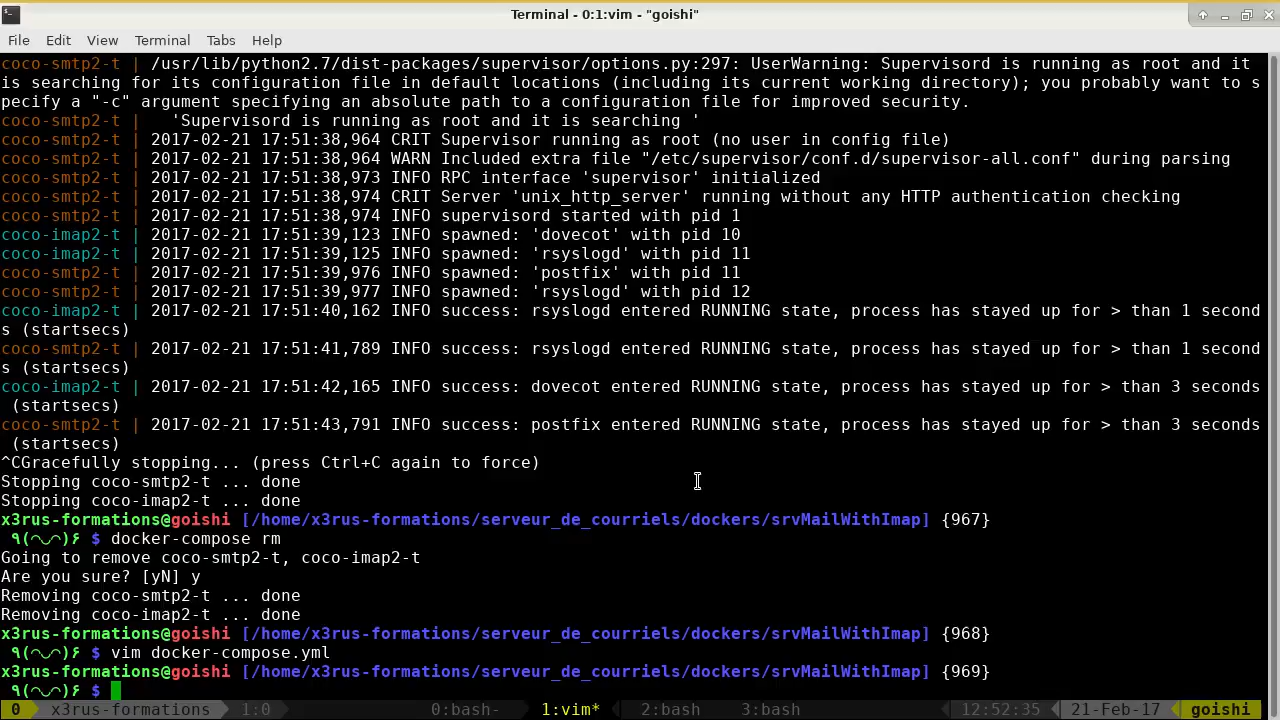 Terminal - 0:1:vim - "goishi"
File Edit View Terminal Tabs Help
coco-smtp2-t | /usr/lib/python2.7/dist-packages/supervisor/options.py:297: UserWarning: Supervisord is running as root and it
is searching for its configuration file in default locations (including its current working directory); you probably want to s
pecify a "-c" argument specifying an absolute path to a configuration file for improved security.
coco-smtp2-t |   'Supervisord is running as root and it is searching '
coco-smtp2-t | 2017-02-21 17:51:38,964 CRIT Supervisor running as root (no user in config file)
coco-smtp2-t | 2017-02-21 17:51:38,964 WARN Included extra file "/etc/supervisor/conf.d/supervisor-all.conf" during parsing
coco-smtp2-t | 2017-02-21 17:51:38,973 INFO RPC interface 'supervisor' initialized
coco-smtp2-t | 2017-02-21 17:51:38,974 CRIT Server 'unix_http_server' running without any HTTP authentication checking
coco-smtp2-t | 2017-02-21 17:51:38,974 INFO supervisord started with pid 1
coco-imap2-t | 2017-02-21 17:51:39,123 INFO spawned: 'dovecot' with pid 10
coco-imap2-t | 2017-02-21 17:51:39,125 INFO spawned: 'rsyslogd' with pid 11
coco-smtp2-t | 2017-02-21 17:51:39,976 INFO spawned: 'postfix' with pid 11
coco-smtp2-t | 2017-02-21 17:51:39,977 INFO spawned: 'rsyslogd' with pid 12
coco-imap2-t | 2017-02-21 17:51:40,162 INFO success: rsyslogd entered RUNNING state, process has stayed up for > than 1 second
s (startsecs)
coco-smtp2-t | 2017-02-21 17:51:41,789 INFO success: rsyslogd entered RUNNING state, process has stayed up for > than 1 second
s (startsecs)
coco-imap2-t | 2017-02-21 17:51:42,165 INFO success: dovecot entered RUNNING state, process has stayed up for > than 3 seconds
(startsecs)
coco-smtp2-t | 2017-02-21 17:51:43,791 INFO success: postfix entered RUNNING state, process has stayed up for > than 3 seconds
(startsecs)
^CGracefully stopping... (press Ctrl+C again to force)
Stopping coco-smtp2-t ... done
Stopping coco-imap2-t ... done
x3rus-formations@goishi [/home/x3rus-formations/serveur_de_courriels/dockers/srvMailWithImap] {967}
٩(◠◡◠)۶ $ docker-compose rm
Going to remove coco-smtp2-t, coco-imap2-t
Are you sure? [yN] y
Removing coco-smtp2-t ... done
Removing coco-imap2-t ... done
x3rus-formations@goishi [/home/x3rus-formations/serveur_de_courriels/dockers/srvMailWithImap] {968}
٩(◠◡◠)۶ $ vim docker-compose.yml
x3rus-formations@goishi [/home/x3rus-formations/serveur_de_courriels/dockers/srvMailWithImap] {969}
٩(◠◡◠)۶ $
0 x3rus-formations 1:0 0:bash- 1:vim* 2:bash 3:bash 12:52:35 21-Feb-17 goishi